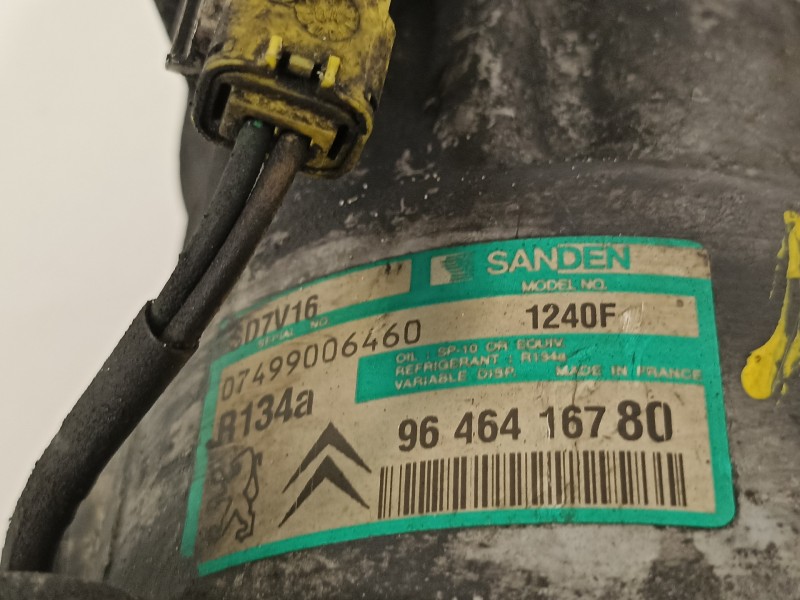 SANDEN
SD7V16
MODEL NO.
SERIAL NO.
1240F
07499006460
OIL : SP-10 OR EQUIV.
REFRIGERANT : R134a
VARIABLE DISP. MADE IN FRANCE
R134a
96 464 167 80